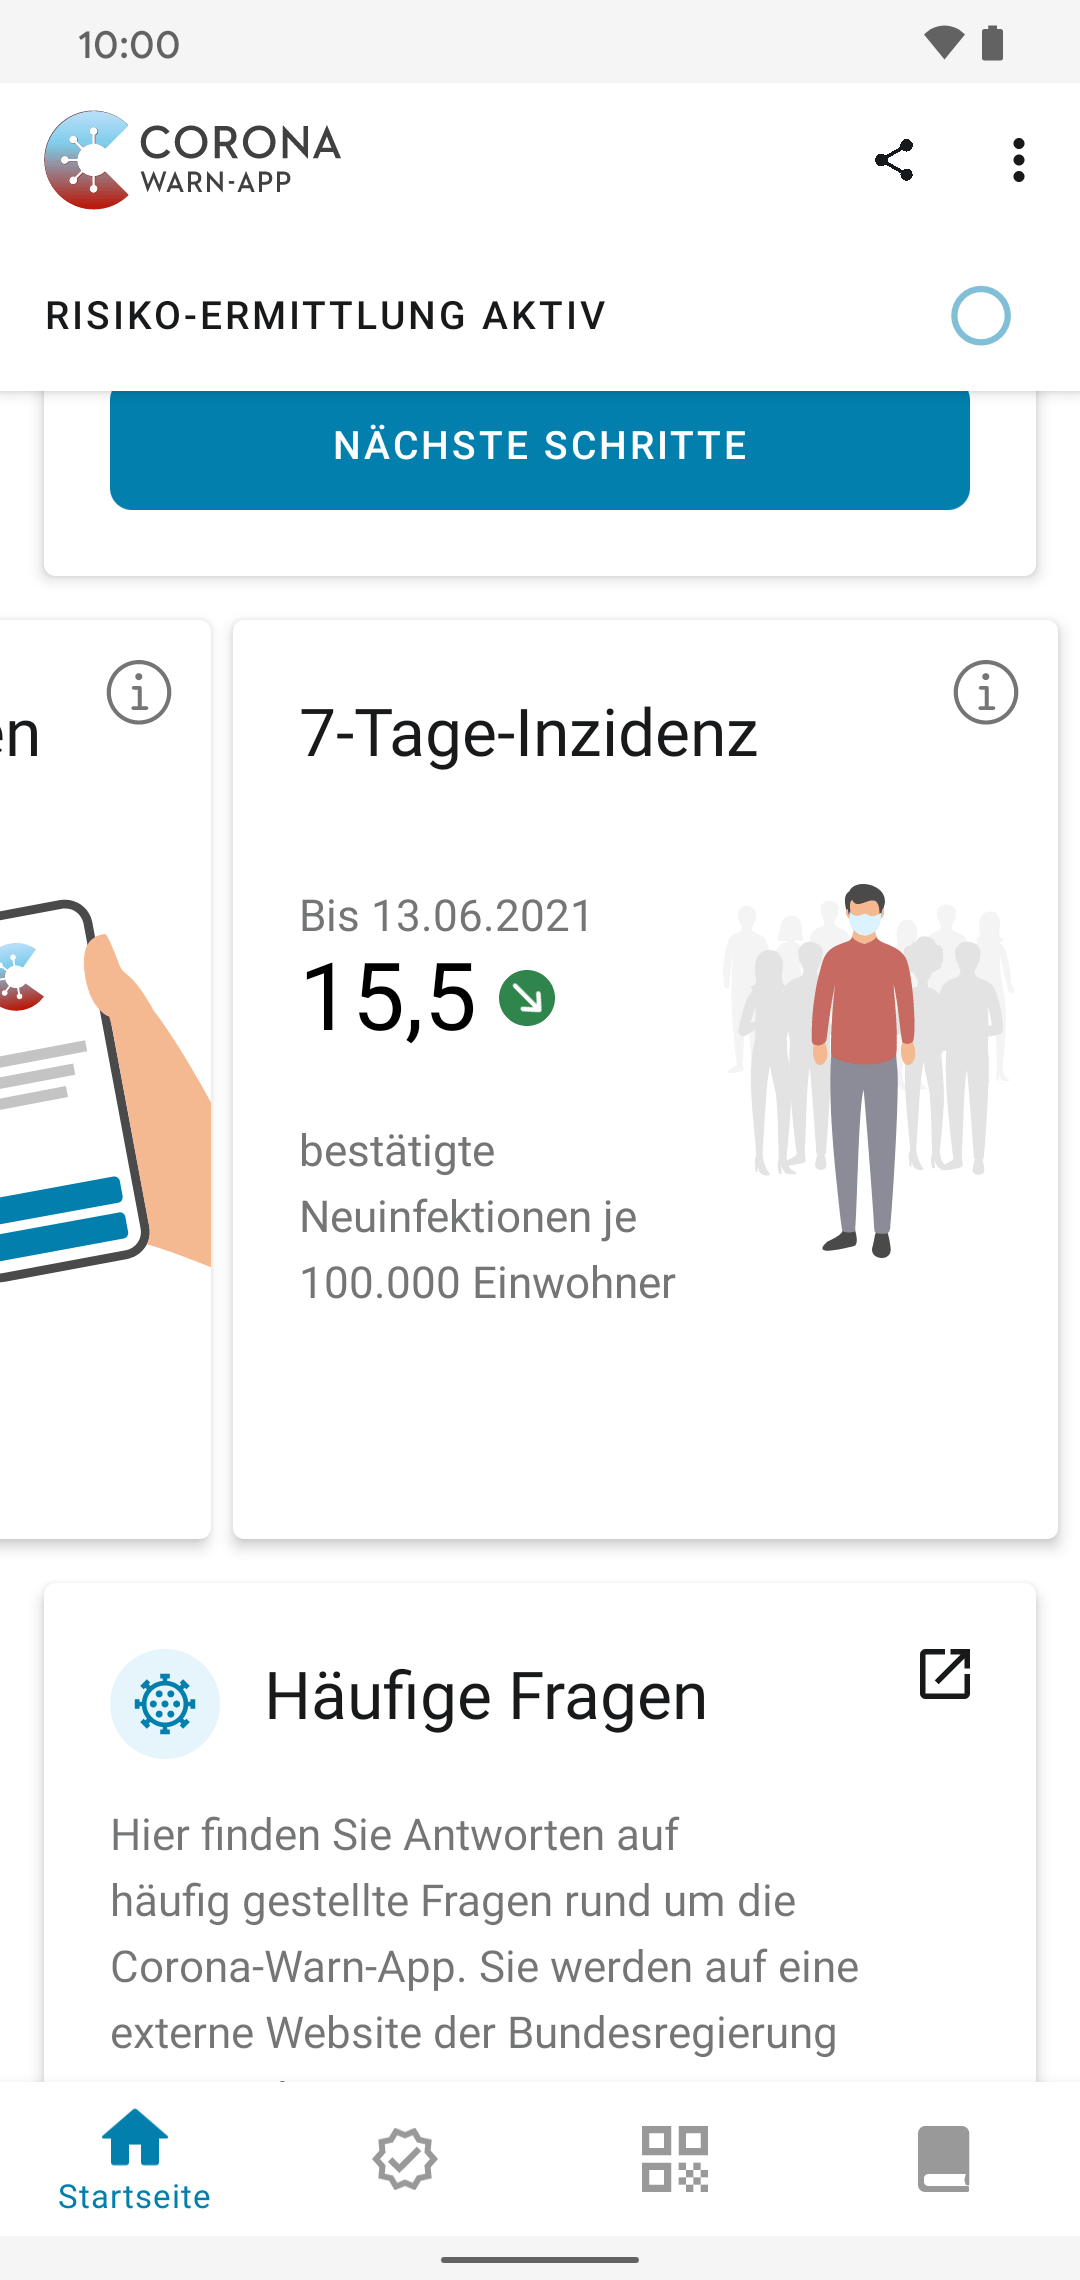 10:00
CORONA
WARN-APP
RISIKO-ERMITTLUNG AKTIV
NÄCHSTE SCHRITTE
en
7-Tage-Inzidenz
Bis 13.06.2021
15,5
bestätigte
Neuinfektionen je
100.000 Einwohner
Häufige Fragen
Hier finden Sie Antworten auf
häufig gestellte Fragen rund um die
Corona-Warn-App. Sie werden auf eine
externe Website der Bundesregierung
Startseite